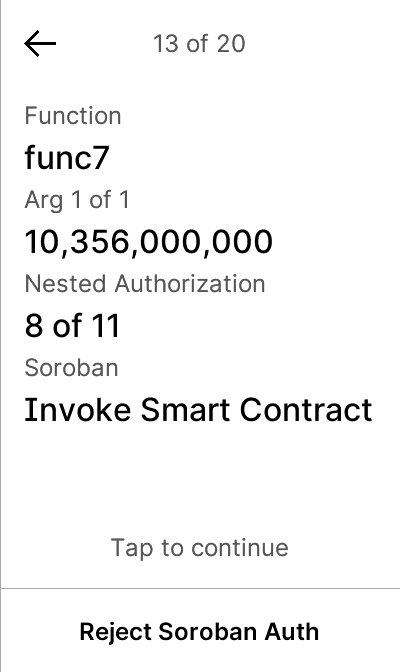 13 of 20
Function
func7
Arg 1 of 1
10,356,000,000
Nested Authorization
8 of 11
Soroban
Invoke Smart Contract
Tap to continue
Reject Soroban Auth